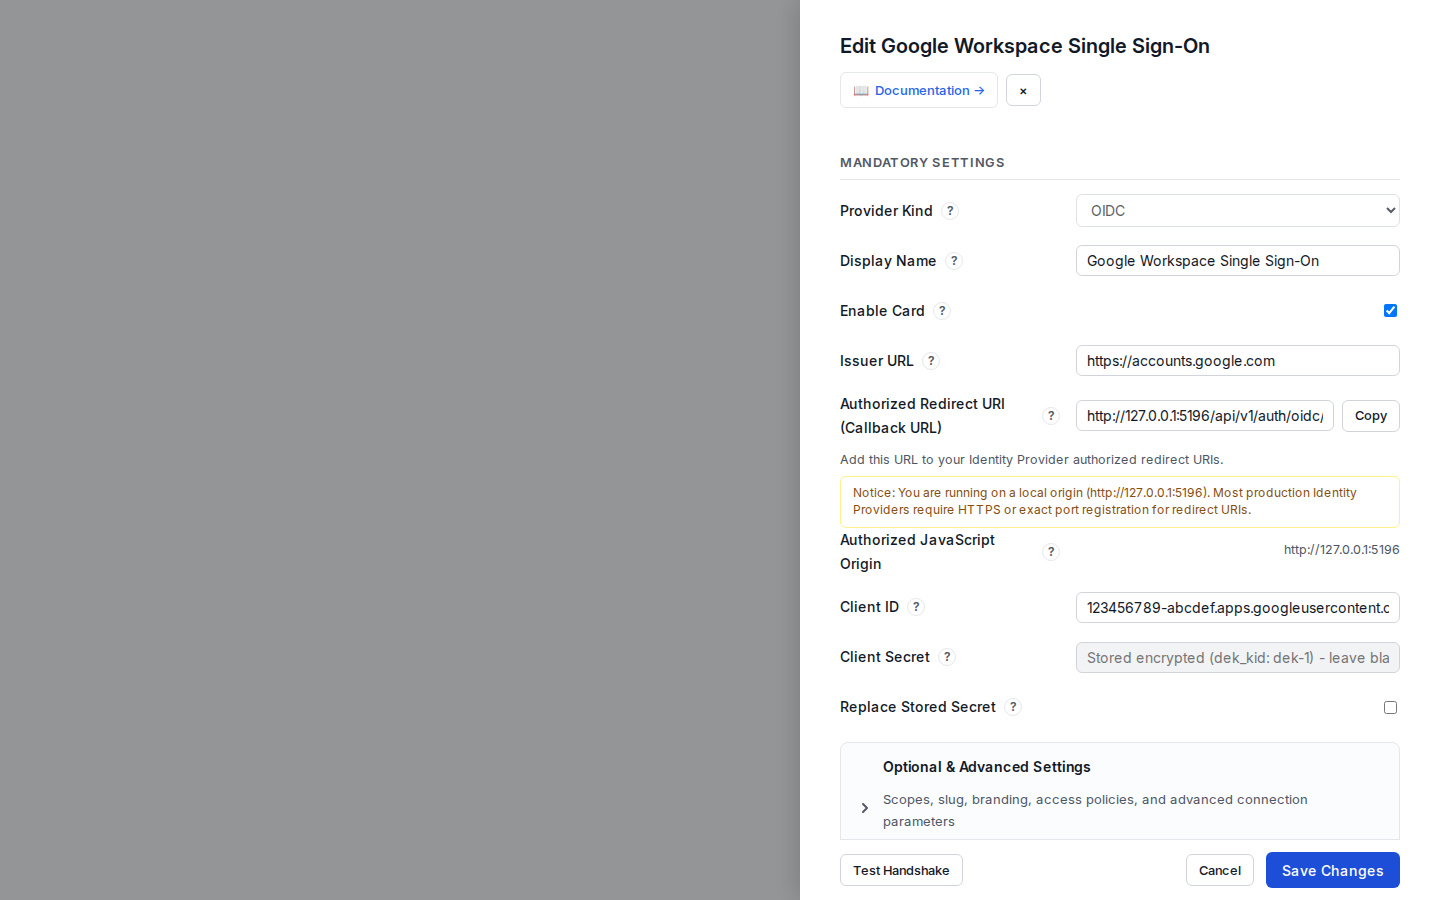 Edit Google Workspace Single Sign-On
📖 Documentation →
×
MANDATORY SETTINGS
Provider Kind ?
OIDC
Display Name ?
Google Workspace Single Sign-On
Enable Card ?
Issuer URL ?
https://accounts.google.com
Authorized Redirect URI
(Callback URL) ?
http://127.0.0.1:5196/api/v1/auth/oidc/
Copy
Add this URL to your Identity Provider authorized redirect URIs.
Notice: You are running on a local origin (http://127.0.0.1:5196). Most production Identity
Providers require HTTPS or exact port registration for redirect URIs.
Authorized JavaScript
Origin ?
http://127.0.0.1:5196
Client ID ?
123456789-abcdef.apps.googleusercontent.c
Client Secret ?
Stored encrypted (dek_kid: dek-1) - leave bla
Replace Stored Secret ?
Optional & Advanced Settings
Scopes, slug, branding, access policies, and advanced connection
parameters
Test Handshake
Cancel
Save Changes